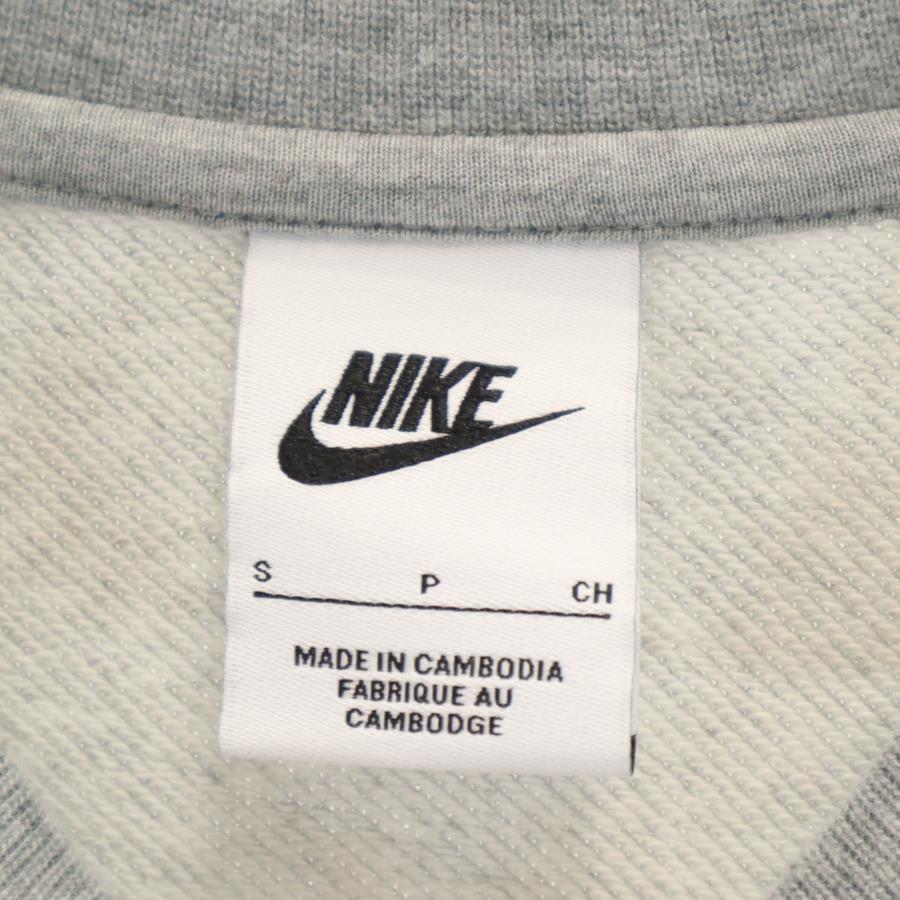 NIKE
S P CH
MADE IN CAMBODIA
FABRIQUE AU
CAMBODGE